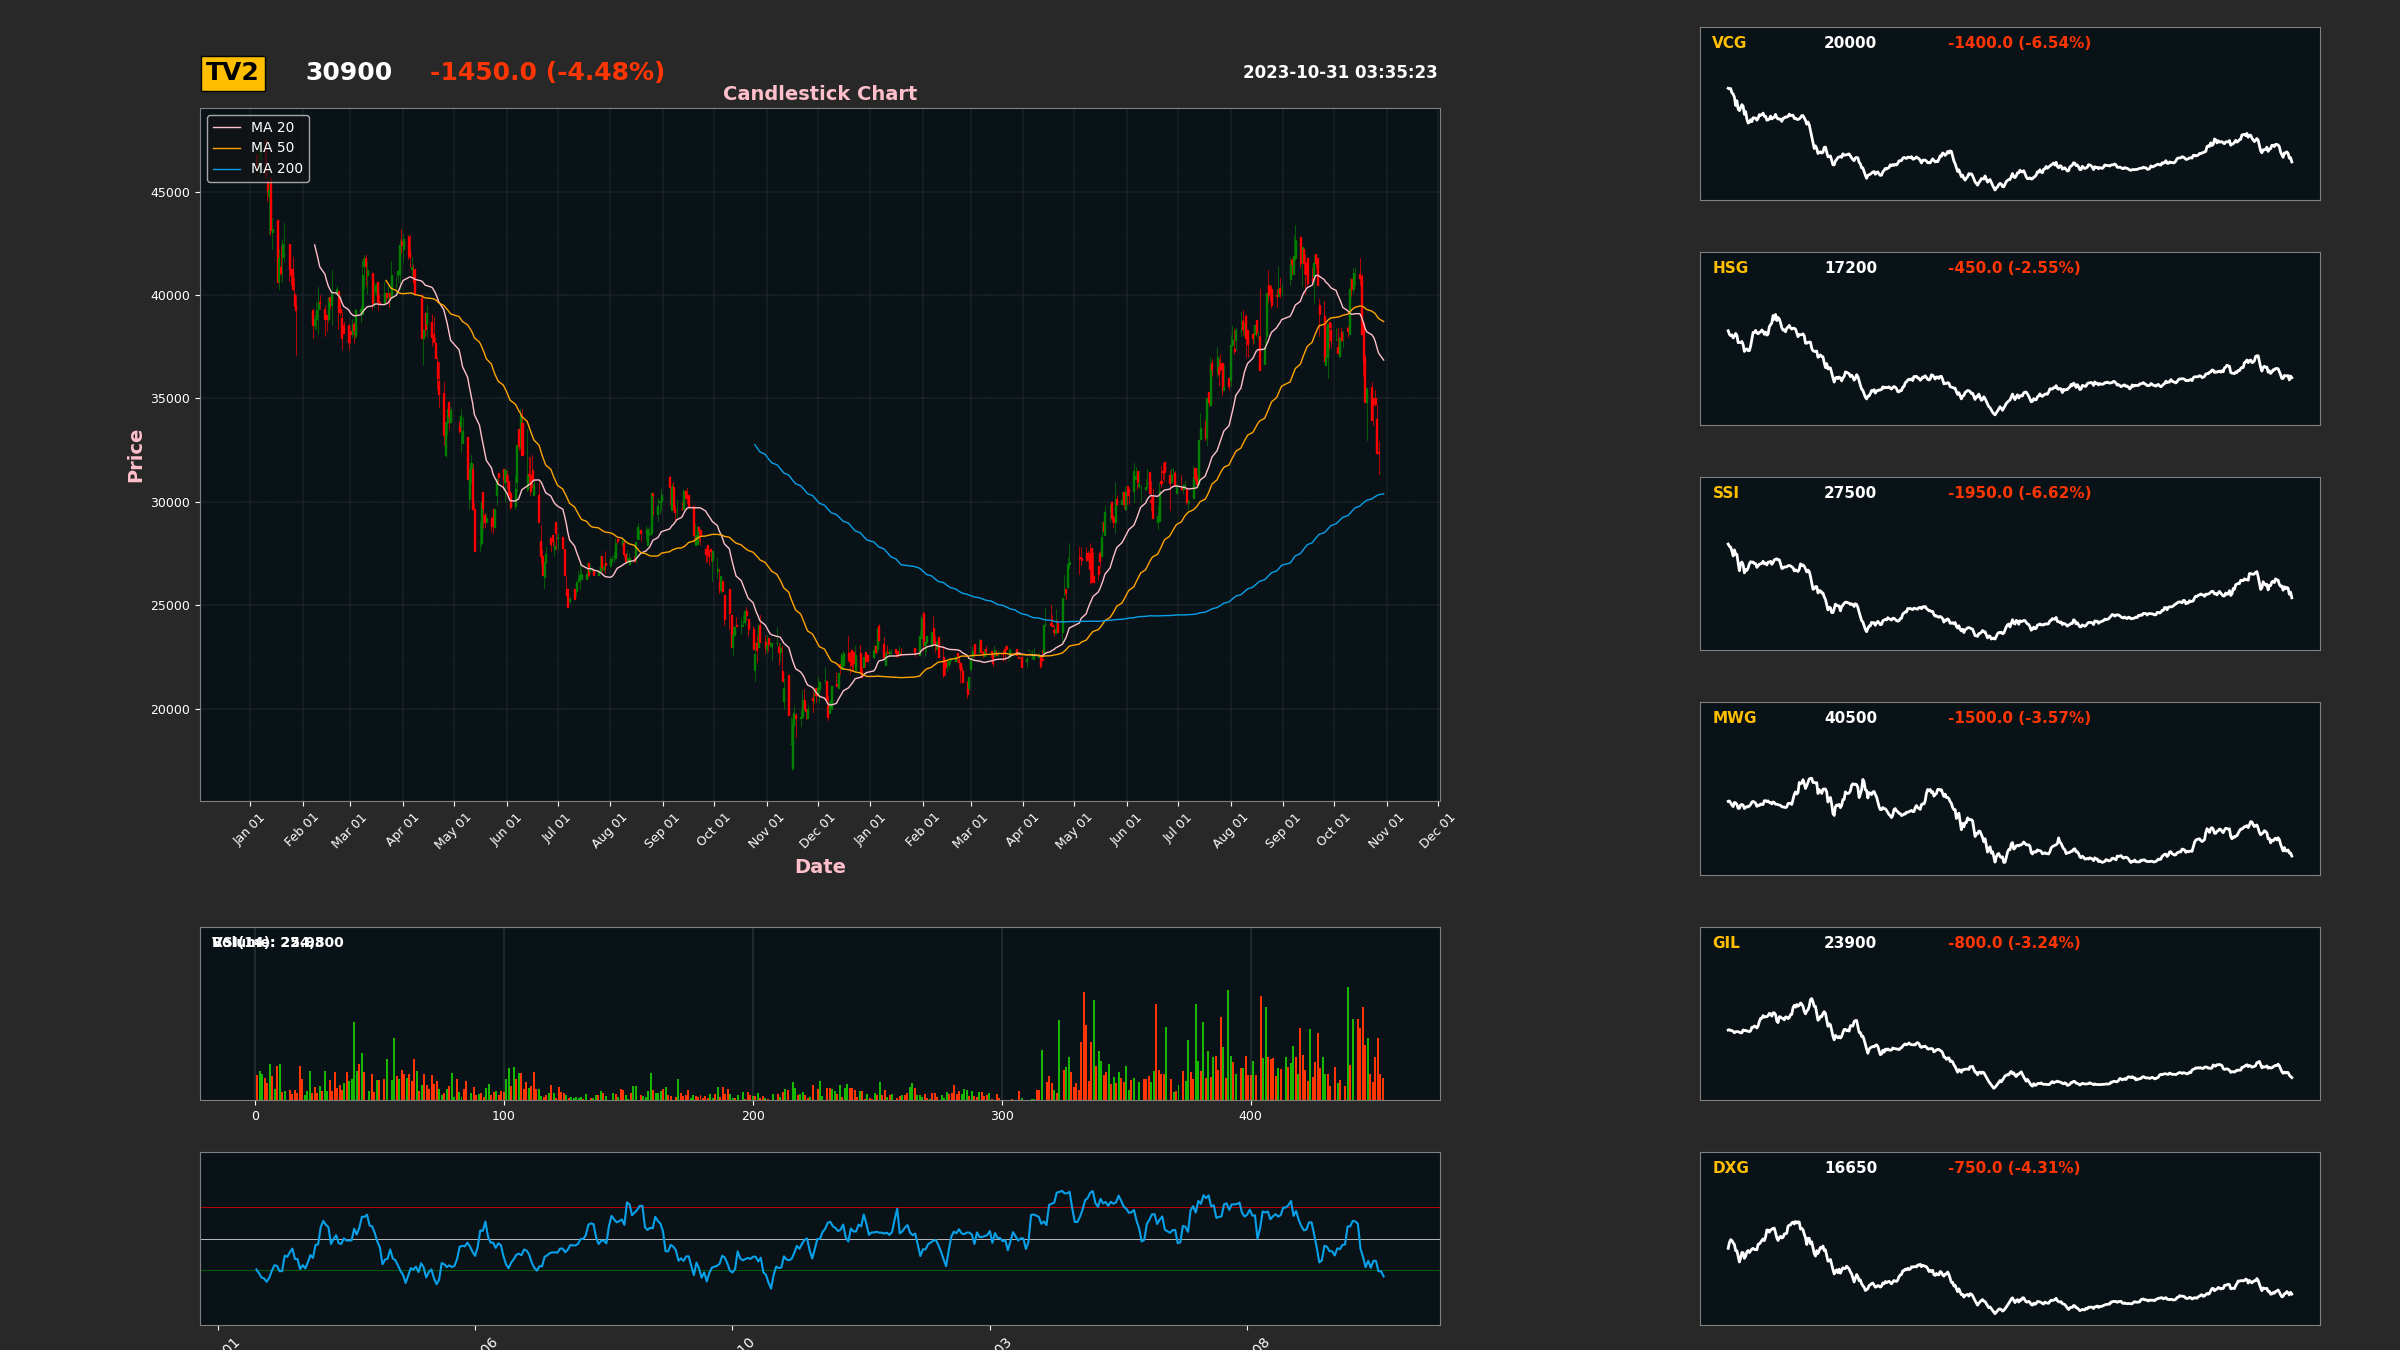 TV2 30900 -1450.0 (-4.48%) 2023-10-31 03:35:23
Candlestick Chart
MA 20
MA 50
MA 200
45000
40000
35000
30000
25000
20000
Price
Jan 01 Feb 01 Mar 01 Apr 01 May 01 Jun 01 Jul 01 Aug 01 Sep 01 Oct 01 Nov 01 Dec 01 Jan 01 Feb 01 Mar 01 Apr 01 May 01 Jun 01 Jul 01 Aug 01 Sep 01 Oct 01 Nov 01 Dec 01
Date
0 100 200 300 400
01 06 10 03 08
VCG 20000 -1400.0 (-6.54%)
HSG 17200 -450.0 (-2.55%)
SSI 27500 -1950.0 (-6.62%)
MWG 40500 -1500.0 (-3.57%)
GIL 23900 -800.0 (-3.24%)
DXG 16650 -750.0 (-4.31%)